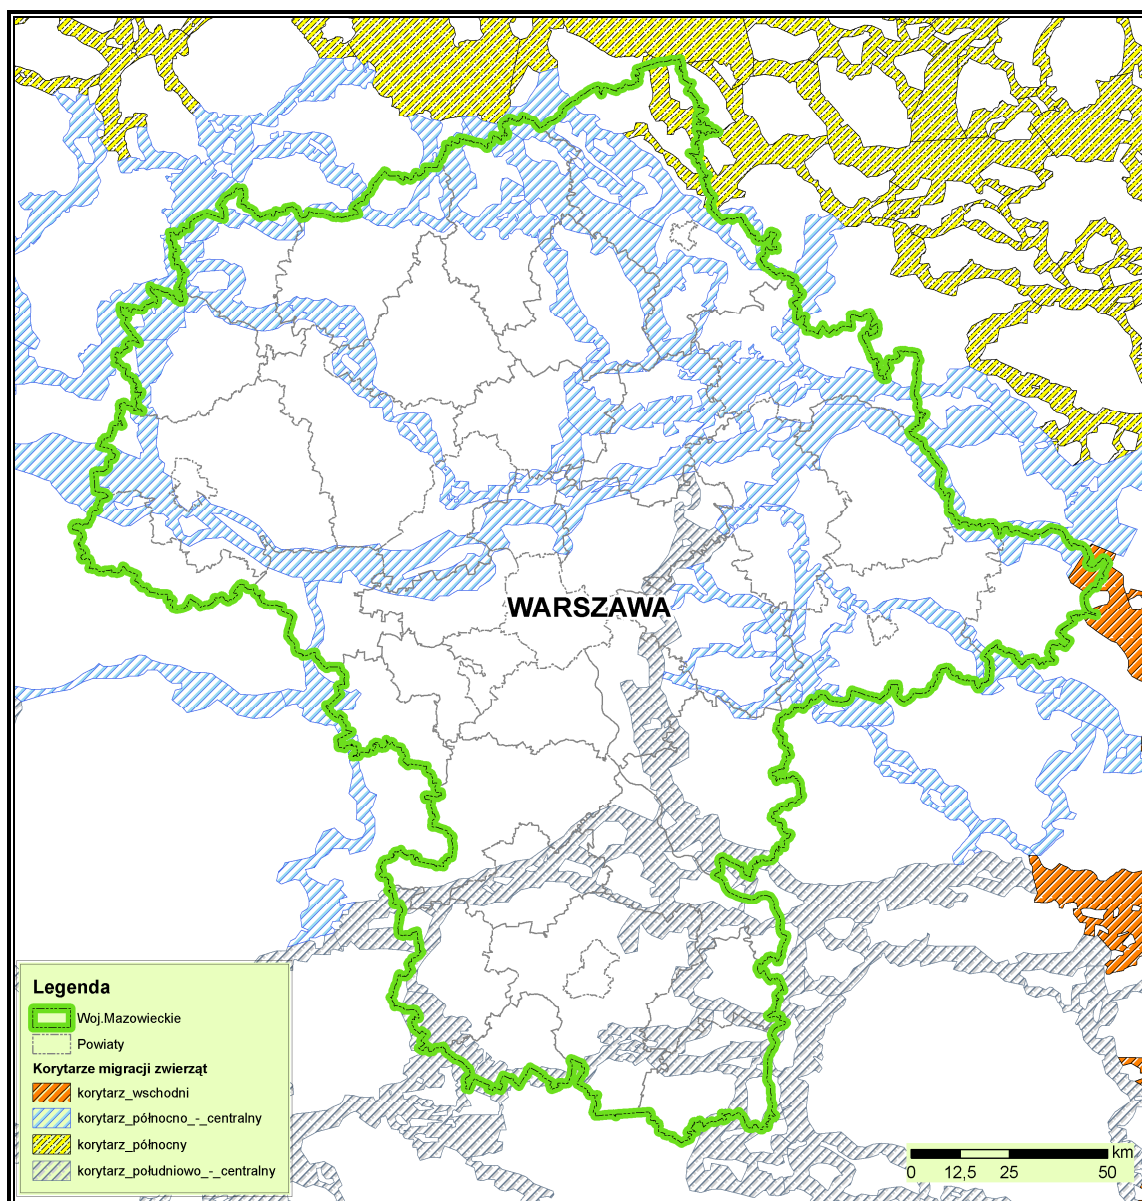 WARSZAWA
Legenda
Woj.Mazowieckie
Powiaty
Korytarze migracji zwierząt
korytarz_wschodni
korytarz_północno_-_centralny
korytarz_północny
korytarz_południowo_-_centralny
km
0 12,5 25 50